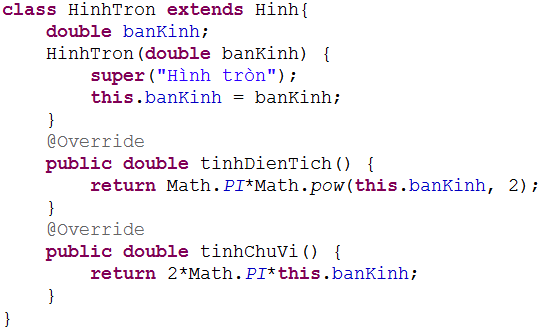 class HinhTron extends Hinh{
    double banKinh;
    HinhTron(double banKinh) {
        super("Hình tròn");
        this.banKinh = banKinh;
    }
    @Override
    public double tinhDienTich() {
        return Math.PI*Math.pow(this.banKinh, 2);
    }
    @Override
    public double tinhChuVi() {
        return 2*Math.PI*this.banKinh;
    }
}